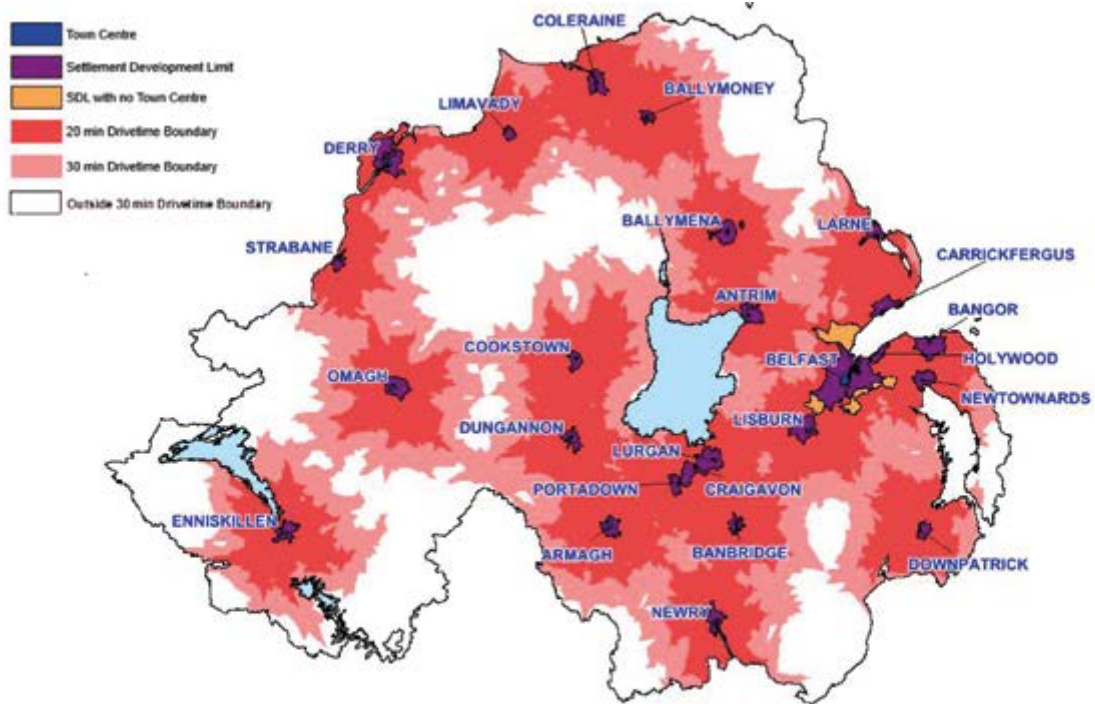 Town Centre
Settlement Development Limit
SDL with no Town Centre
20 min Drivetime Boundary
30 min Drivetime Boundary
Outside 30 min Drivetime Boundary
COLERAINE
BALLYMONEY
LIMAVADY
DERRY
BALLYMENA
LARNE
STRABANE
CARRICKFERGUS
ANTRIM
BANGOR
COOKSTOWN
BELFAST
HOLYWOOD
OMAGH
NEWTOWNARDS
DUNGANNON
LISBURN
LURGAN
PORTADOWN
CRAIGAVON
ENNISKILLEN
ARMAGH
BANBRIDGE
DOWNPATRICK
NEWRY